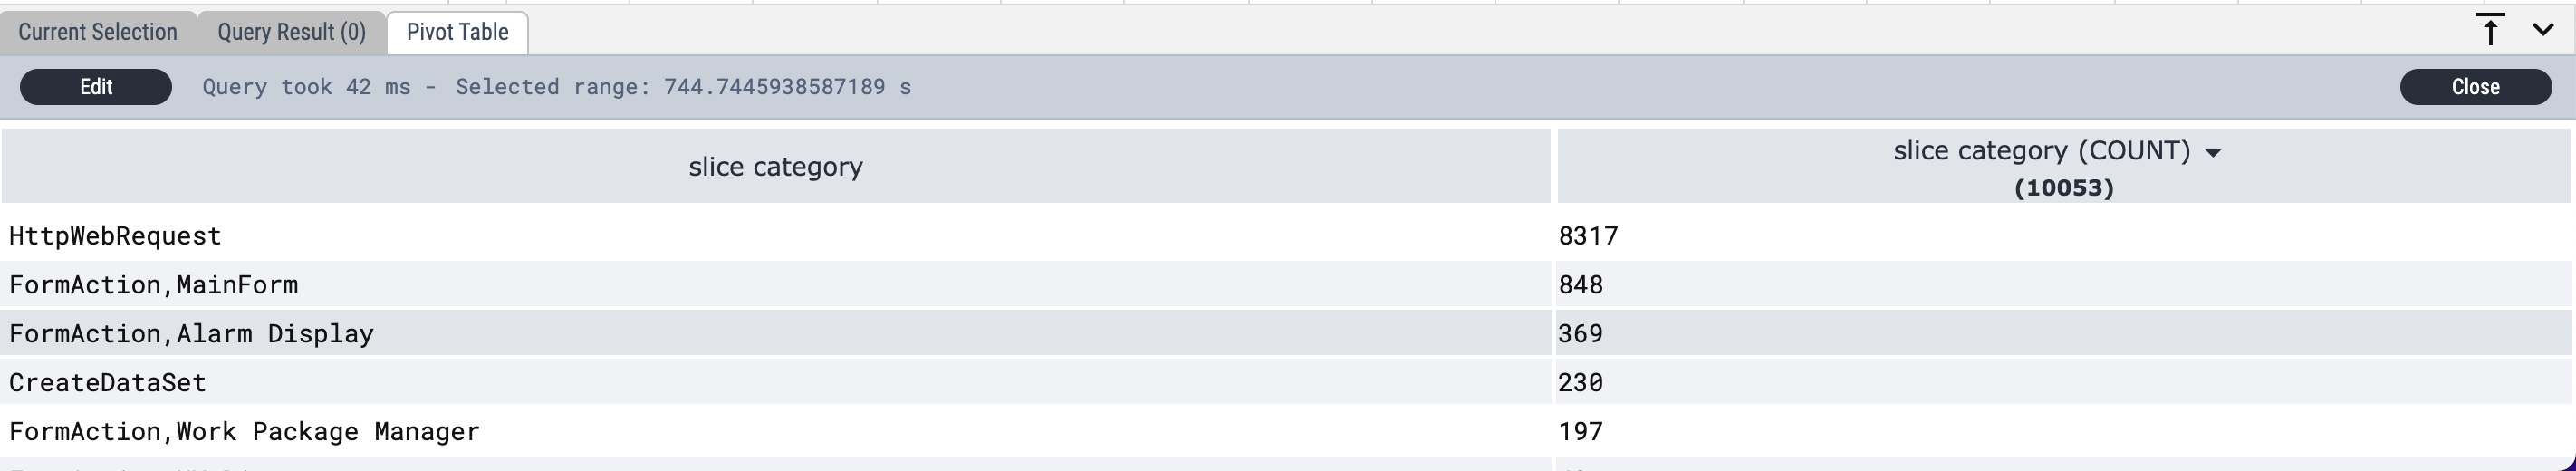 Current Selection Query Result (0) Pivot Table
Edit Query took 42 ms - Selected range: 744.7445938587189 s Close
slice category slice category (COUNT)
(10053)
HttpWebRequest 8317
FormAction,MainForm 848
FormAction,Alarm Display 369
CreateDataSet 230
FormAction,Work Package Manager 197